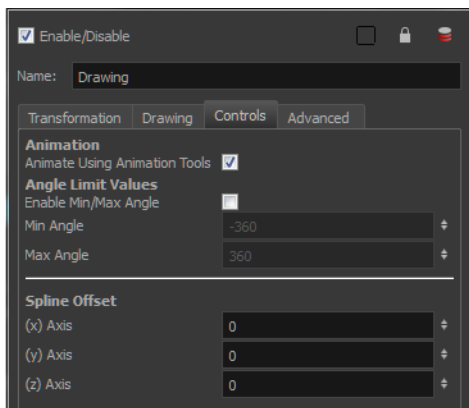 Enable/Disable
Name: Drawing
Transformation Drawing Controls Advanced
Animation
Animate Using Animation Tools
Angle Limit Values
Enable Min/Max Angle
Min Angle -360
Max Angle 360
Spline Offset
(x) Axis 0
(y) Axis 0
(z) Axis 0